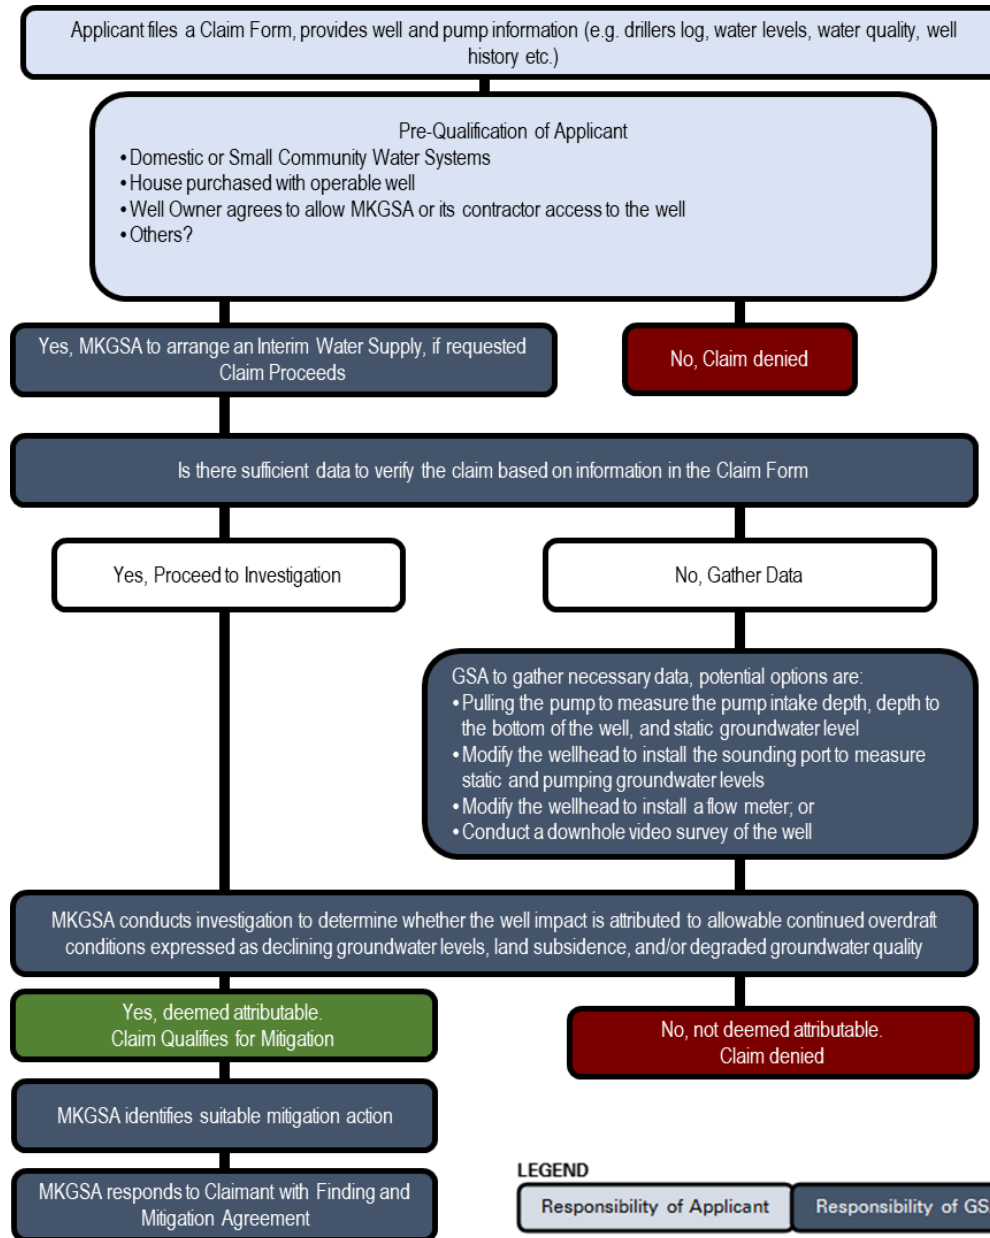 Applicant files a Claim Form, provides well and pump information (e.g. drillers log, water levels, water quality, well
history etc.)
Pre-Qualification of Applicant
•Domestic or Small Community Water Systems
•House purchased with operable well
•Well Owner agrees to allow MKGSA or its contractor access to the well
•Others?
Yes, MKGSA to arrange an Interim Water Supply, if requested
Claim Proceeds
No, Claim denied
Is there sufficient data to verify the claim based on information in the Claim Form
Yes, Proceed to Investigation
No, Gather Data
GSA to gather necessary data, potential options are:
•Pulling the pump to measure the pump intake depth, depth to
the bottom of the well, and static groundwater level
•Modify the wellhead to install the sounding port to measure
static and pumping groundwater levels
•Modify the wellhead to install a flow meter; or
•Conduct a downhole video survey of the well
MKGSA conducts investigation to determine whether the well impact is attributed to allowable continued overdraft
conditions expressed as declining groundwater levels, land subsidence, and/or degraded groundwater quality
Yes, deemed attributable.
Claim Qualifies for Mitigation
No, not deemed attributable.
Claim denied
MKGSA identifies suitable mitigation action
MKGSA responds to Claimant with Finding and
Mitigation Agreement
LEGEND
Responsibility of Applicant
Responsibility of GS